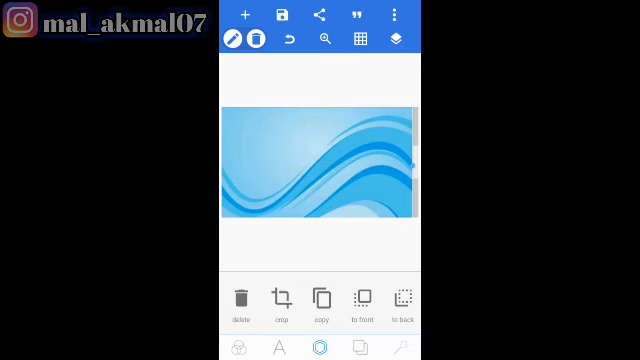 mal_akmal07
delete
crop
copy
to front
to back